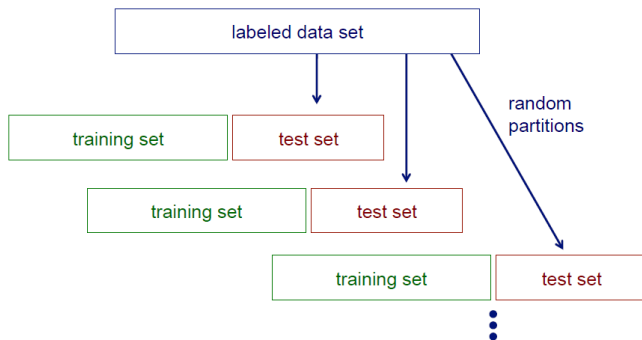 labeled data set
random
partitions
training set
test set
training set
test set
training set
test set